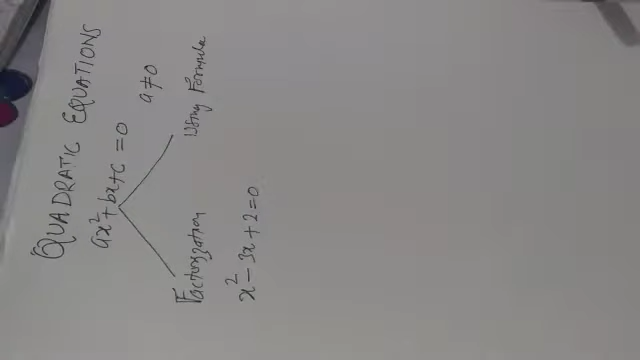 QUADRATIC EQUATIONS
ax²+bx+c=0 a≠0
Factorization Using Formula
x²-3x+2=0